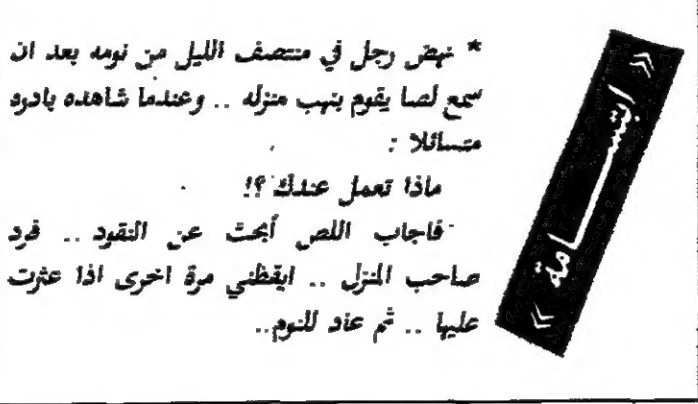 « ابتسامة »
* نهض رجل في منتصف الليل من نومه بعد ان
سمع لصا يقوم بنهب منزله .. وعندما شاهده بادره
متسائلا :
ماذا تعمل عندك ؟!
فاجاب اللص أبحث عن النقود .. فرد
صاحب المنزل .. ايقظني مرة اخرى اذا عثرت
عليها .. ثم عاد للنوم..